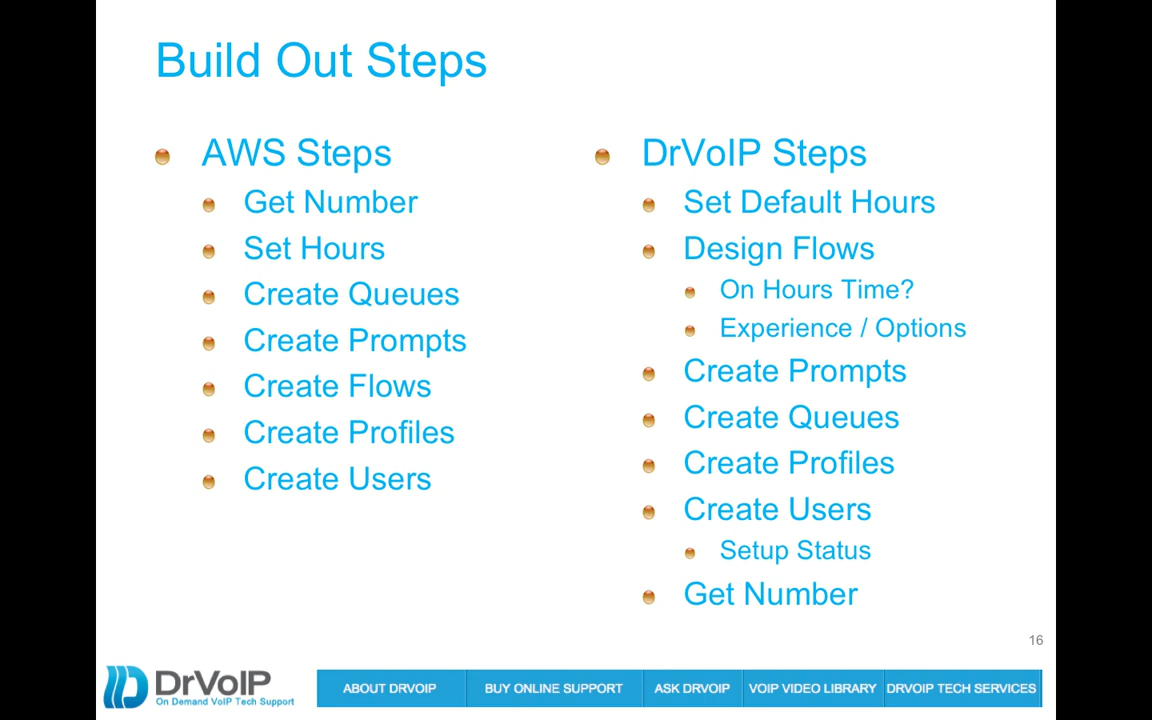 Build Out Steps
AWS Steps
Get Number
Set Hours
Create Queues
Create Prompts
Create Flows
Create Profiles
Create Users
DrVoIP Steps
Set Default Hours
Design Flows
On Hours Time?
Experience / Options
Create Prompts
Create Queues
Create Profiles
Create Users
Setup Status
Get Number
16
DrVoIP
On Demand VoIP Tech Support
ABOUT DRVOIP
BUY ONLINE SUPPORT
ASK DRVOIP
VOIP VIDEO LIBRARY
DRVOIP TECH SERVICES